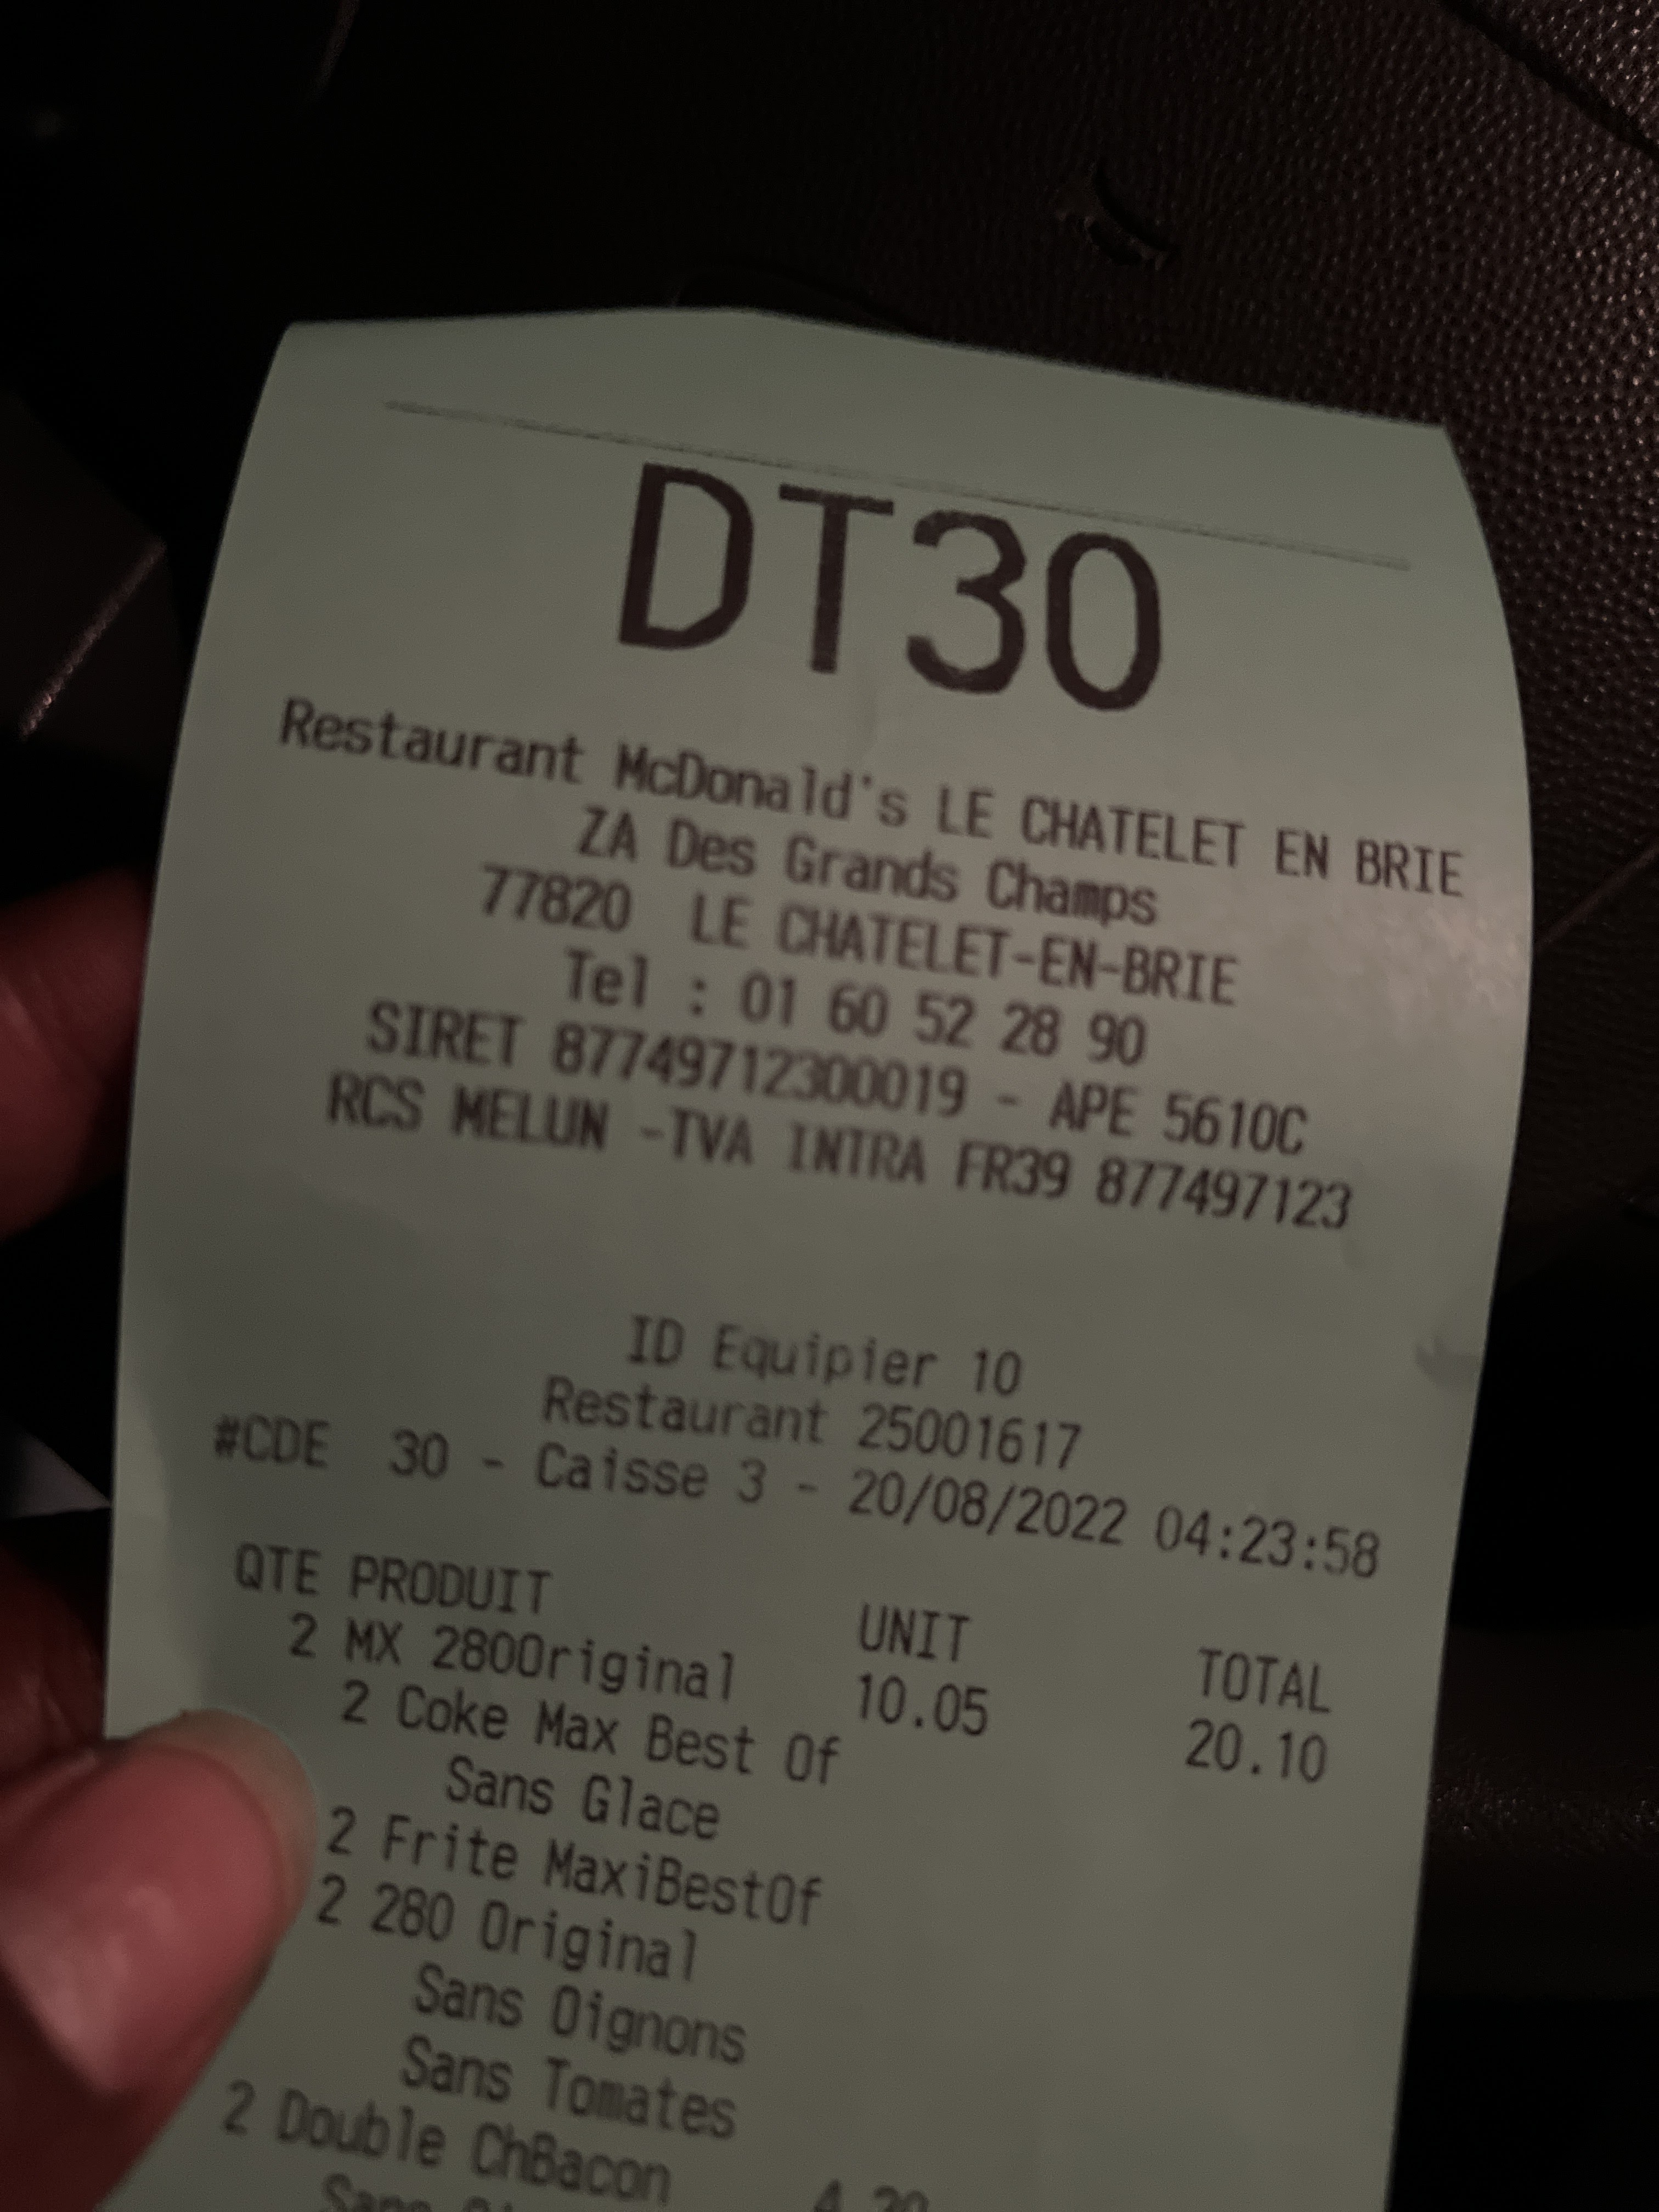 DT30
Restaurant McDonald's LE CHATELET EN BRIE
ZA Des Grands Champs
77820 LE CHATELET-EN-BRIE
Tel : 01 60 52 28 90
SIRET 87749712300019 - APE 5610C
RCS MELUN -TVA INTRA FR39 877497123
ID Equipier 10
Restaurant 25001617
#CDE 30 - Caisse 3 - 20/08/2022 04:23:58
QTE PRODUIT UNIT TOTAL
2 MX 280Original 10.05 20.10
2 Coke Max Best Of
Sans Glace
2 Frite MaxiBestOf
2 280 Original
Sans Oignons
Sans Tomates
2 Double ChBacon
Sans